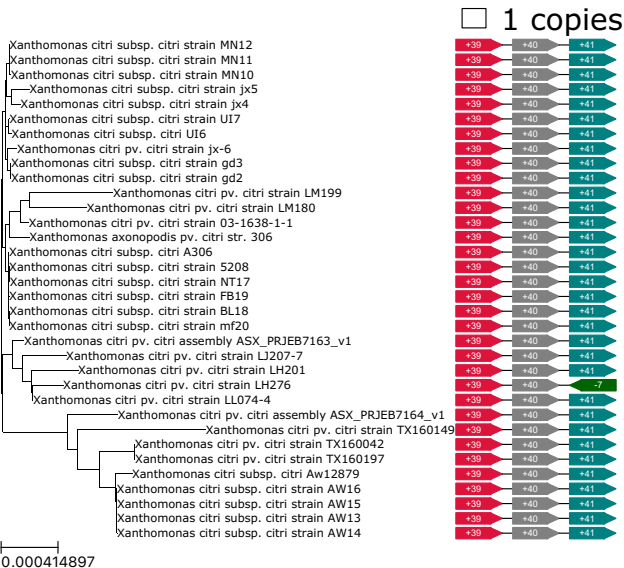 1 copies
Xanthomonas citri subsp. citri strain MN12 +39 +40 +41
Xanthomonas citri subsp. citri strain MN11 +39 +40 +41
Xanthomonas citri subsp. citri strain MN10 +39 +40 +41
Xanthomonas citri subsp. citri strain jx5 +39 +40 +41
Xanthomonas citri subsp. citri strain jx4 +39 +40 +41
Xanthomonas citri subsp. citri strain UI7 +39 +40 +41
Xanthomonas citri subsp. citri UI6 +39 +40 +41
Xanthomonas citri pv. citri strain jx-6 +39 +40 +41
Xanthomonas citri subsp. citri strain gd3 +39 +40 +41
Xanthomonas citri subsp. citri strain gd2 +39 +40 +41
Xanthomonas citri pv. citri strain LM199 +39 +40 +41
Xanthomonas citri pv. citri strain LM180 +39 +40 +41
Xanthomonas citri pv. citri strain 03-1638-1-1 +39 +40 +41
Xanthomonas axonopodis pv. citri str. 306 +39 +40 +41
Xanthomonas citri subsp. citri A306 +39 +40 +41
Xanthomonas citri subsp. citri strain 5208 +39 +40 +41
Xanthomonas citri subsp. citri strain NT17 +39 +40 +41
Xanthomonas citri subsp. citri strain FB19 +39 +40 +41
Xanthomonas citri subsp. citri strain BL18 +39 +40 +41
Xanthomonas citri subsp. citri strain mf20 +39 +40 +41
Xanthomonas citri pv. citri assembly ASX_PRJEB7163_v1 +39 +40 +41
Xanthomonas citri pv. citri strain LJ207-7 +39 +40 +41
Xanthomonas citri pv. citri strain LH201 +39 +40 +41
Xanthomonas citri pv. citri strain LH276 +39 +40 -7
Xanthomonas citri pv. citri strain LL074-4 +39 +40 +41
Xanthomonas citri pv. citri assembly ASX_PRJEB7164_v1 +39 +40 +41
Xanthomonas citri pv. citri strain TX160149 +39 +40 +41
Xanthomonas citri pv. citri strain TX160042 +39 +40 +41
Xanthomonas citri pv. citri strain TX160197 +39 +40 +41
Xanthomonas citri subsp. citri Aw12879 +39 +40 +41
Xanthomonas citri subsp. citri strain AW16 +39 +40 +41
Xanthomonas citri subsp. citri strain AW15 +39 +40 +41
Xanthomonas citri subsp. citri strain AW13 +39 +40 +41
Xanthomonas citri subsp. citri strain AW14 +39 +40 +41
0.000414897